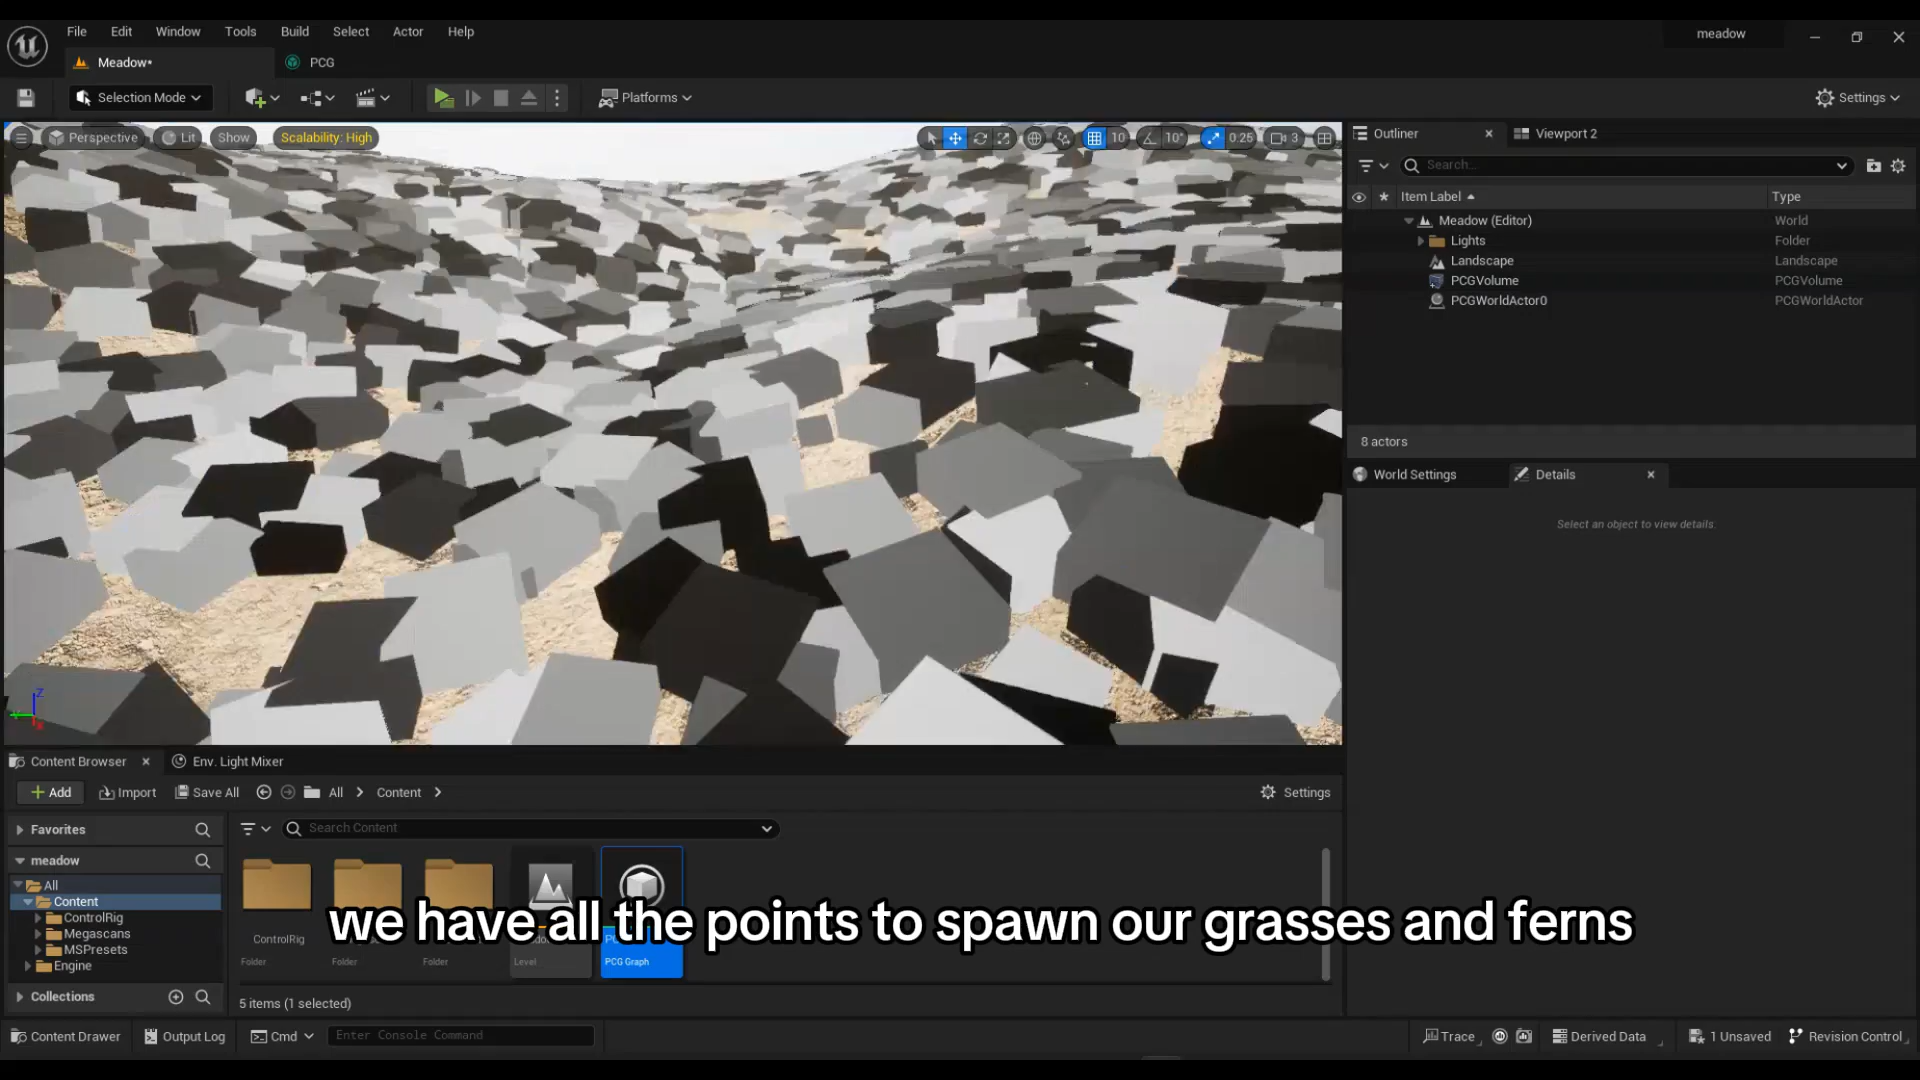 File Edit Window Tools Build Select Actor Help
meadow
Meadow*
PCG
Selection Mode
Platforms
Settings
Perspective
Lit
Show
Scalability: High
10
10°
0.25
3
Outliner
Viewport 2
Search...
Item Label
Type
Meadow (Editor)
World
Lights
Folder
Landscape
Landscape
PCGVolume
PCGVolume
PCGWorldActor0
PCGWorldActor
8 actors
World Settings
Details
Select an object to view details.
Z
Content Browser
Env. Light Mixer
Add
Import
Save All
All
Content
Settings
Favorites
Search Content
meadow
All
Content
ControlRig
Megascans
MSPresets
Engine
Collections
we have all the points to spawn our grasses and ferns
ControlRig
Folder
Folder
Folder
Level
PCG Graph
5 items (1 selected)
Content Drawer
Output Log
Cmd
Enter Console Command
Trace
Derived Data
1 Unsaved
Revision Control